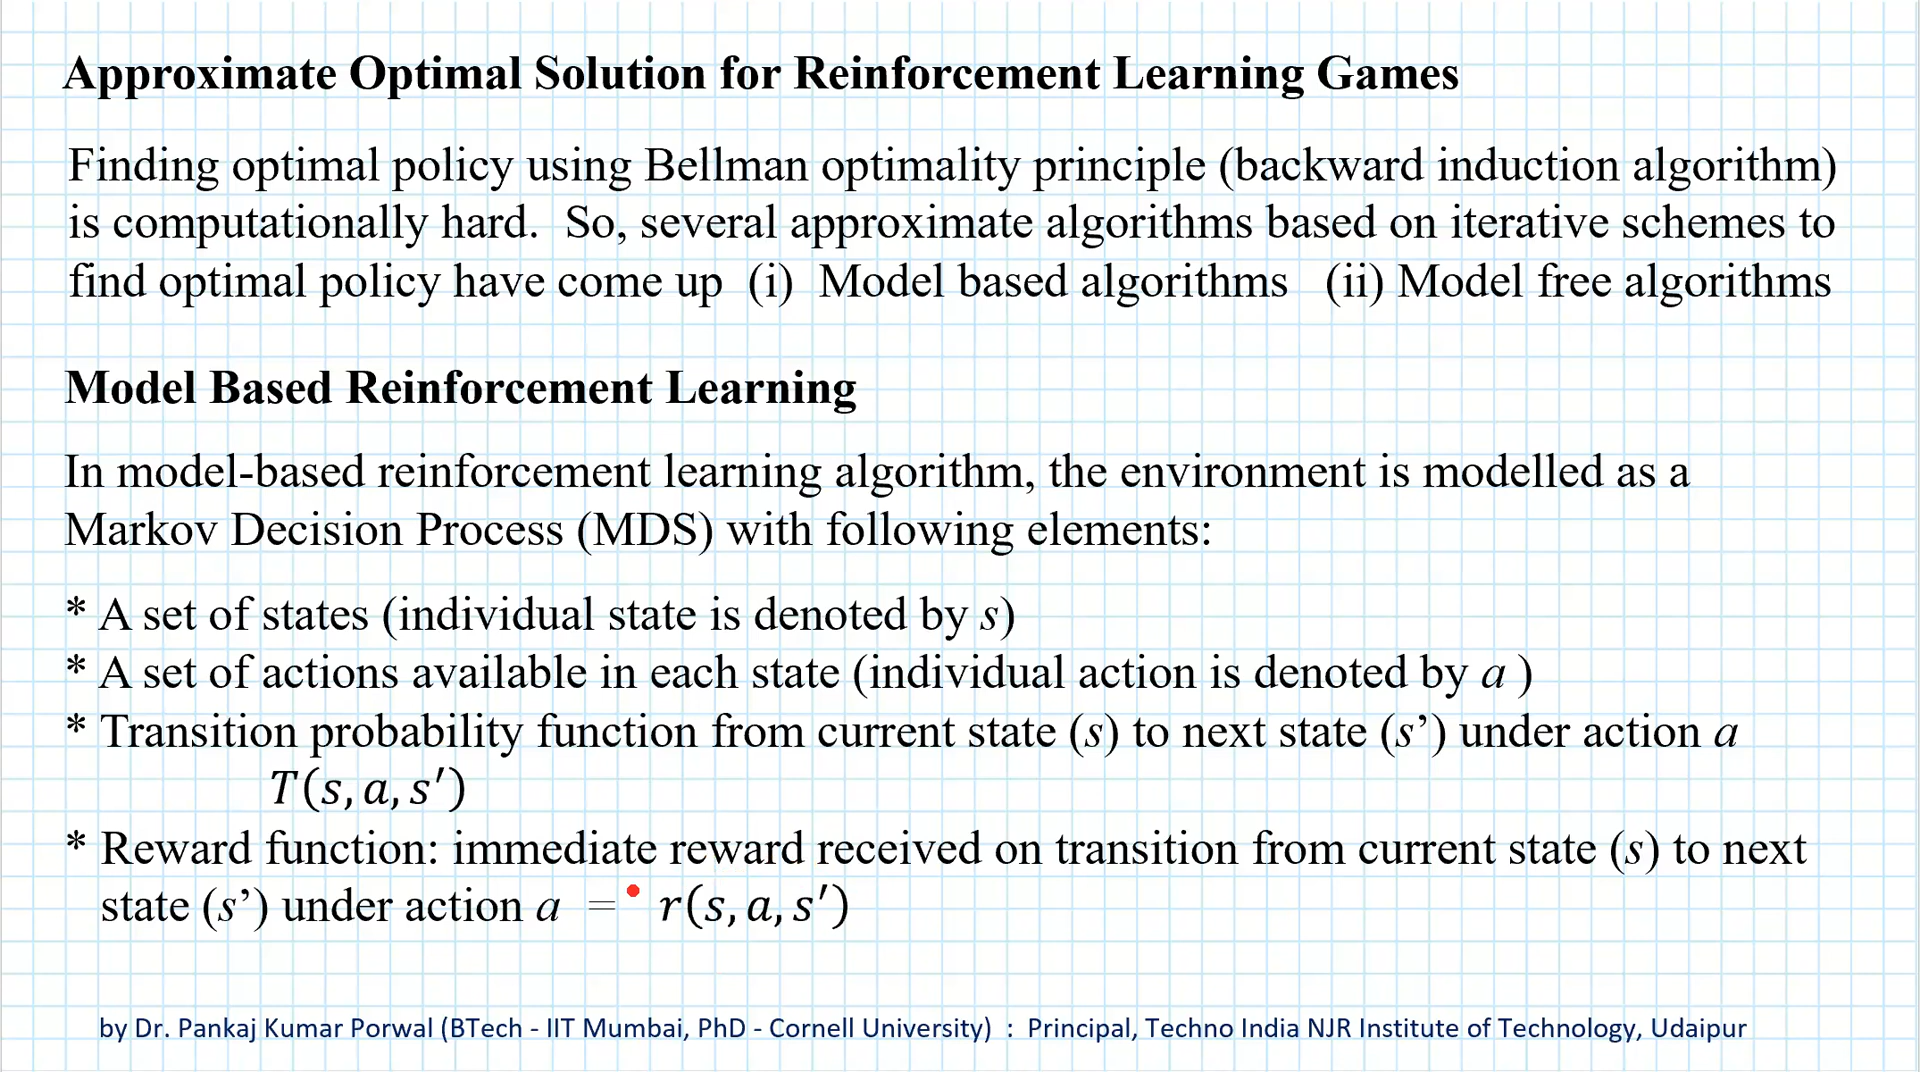 Approximate Optimal Solution for Reinforcement Learning Games
Finding optimal policy using Bellman optimality principle (backward induction algorithm)
is computationally hard.  So, several approximate algorithms based on iterative schemes to
find optimal policy have come up  (i)  Model based algorithms   (ii) Model free algorithms
Model Based Reinforcement Learning
In model-based reinforcement learning algorithm, the environment is modelled as a
Markov Decision Process (MDS) with following elements:
* A set of states (individual state is denoted by s)
* A set of actions available in each state (individual action is denoted by a )
* Transition probability function from current state (s) to next state (s’) under action a
T(s, a, s′)
* Reward function: immediate reward received on transition from current state (s) to next
state (s’) under action a  =   r(s, a, s′)
by Dr. Pankaj Kumar Porwal (BTech - IIT Mumbai, PhD - Cornell University)  :  Principal, Techno India NJR Institute of Technology, Udaipur